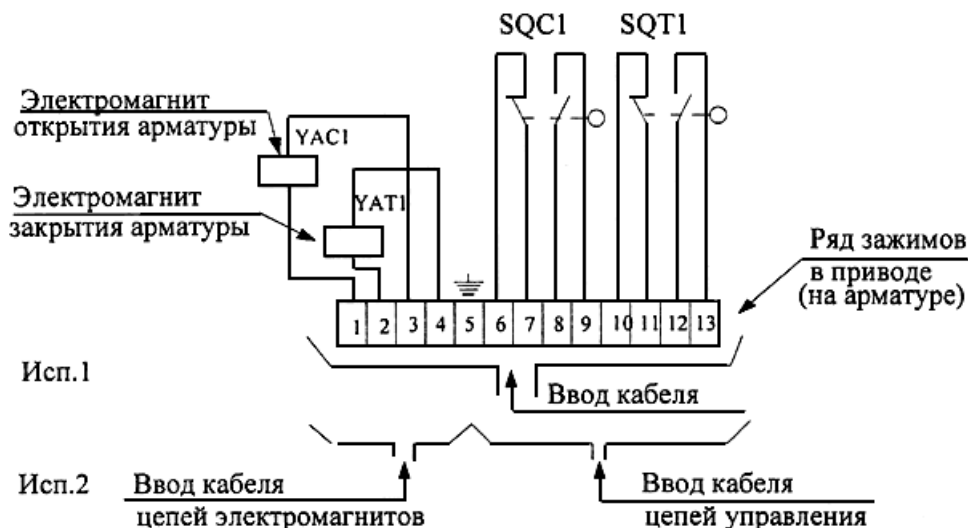 SQC1 SQT1
Электромагнит
открытия арматуры
YAC1
Электромагнит
закрытия арматуры
YAT1
Ряд зажимов
в приводе
(на арматуре)
1 2 3 4 5 6 7 8 9 10 11 12 13
Исп.1
Ввод кабеля
Исп.2
Ввод кабеля
цепей электромагнитов
Ввод кабеля
цепей управления